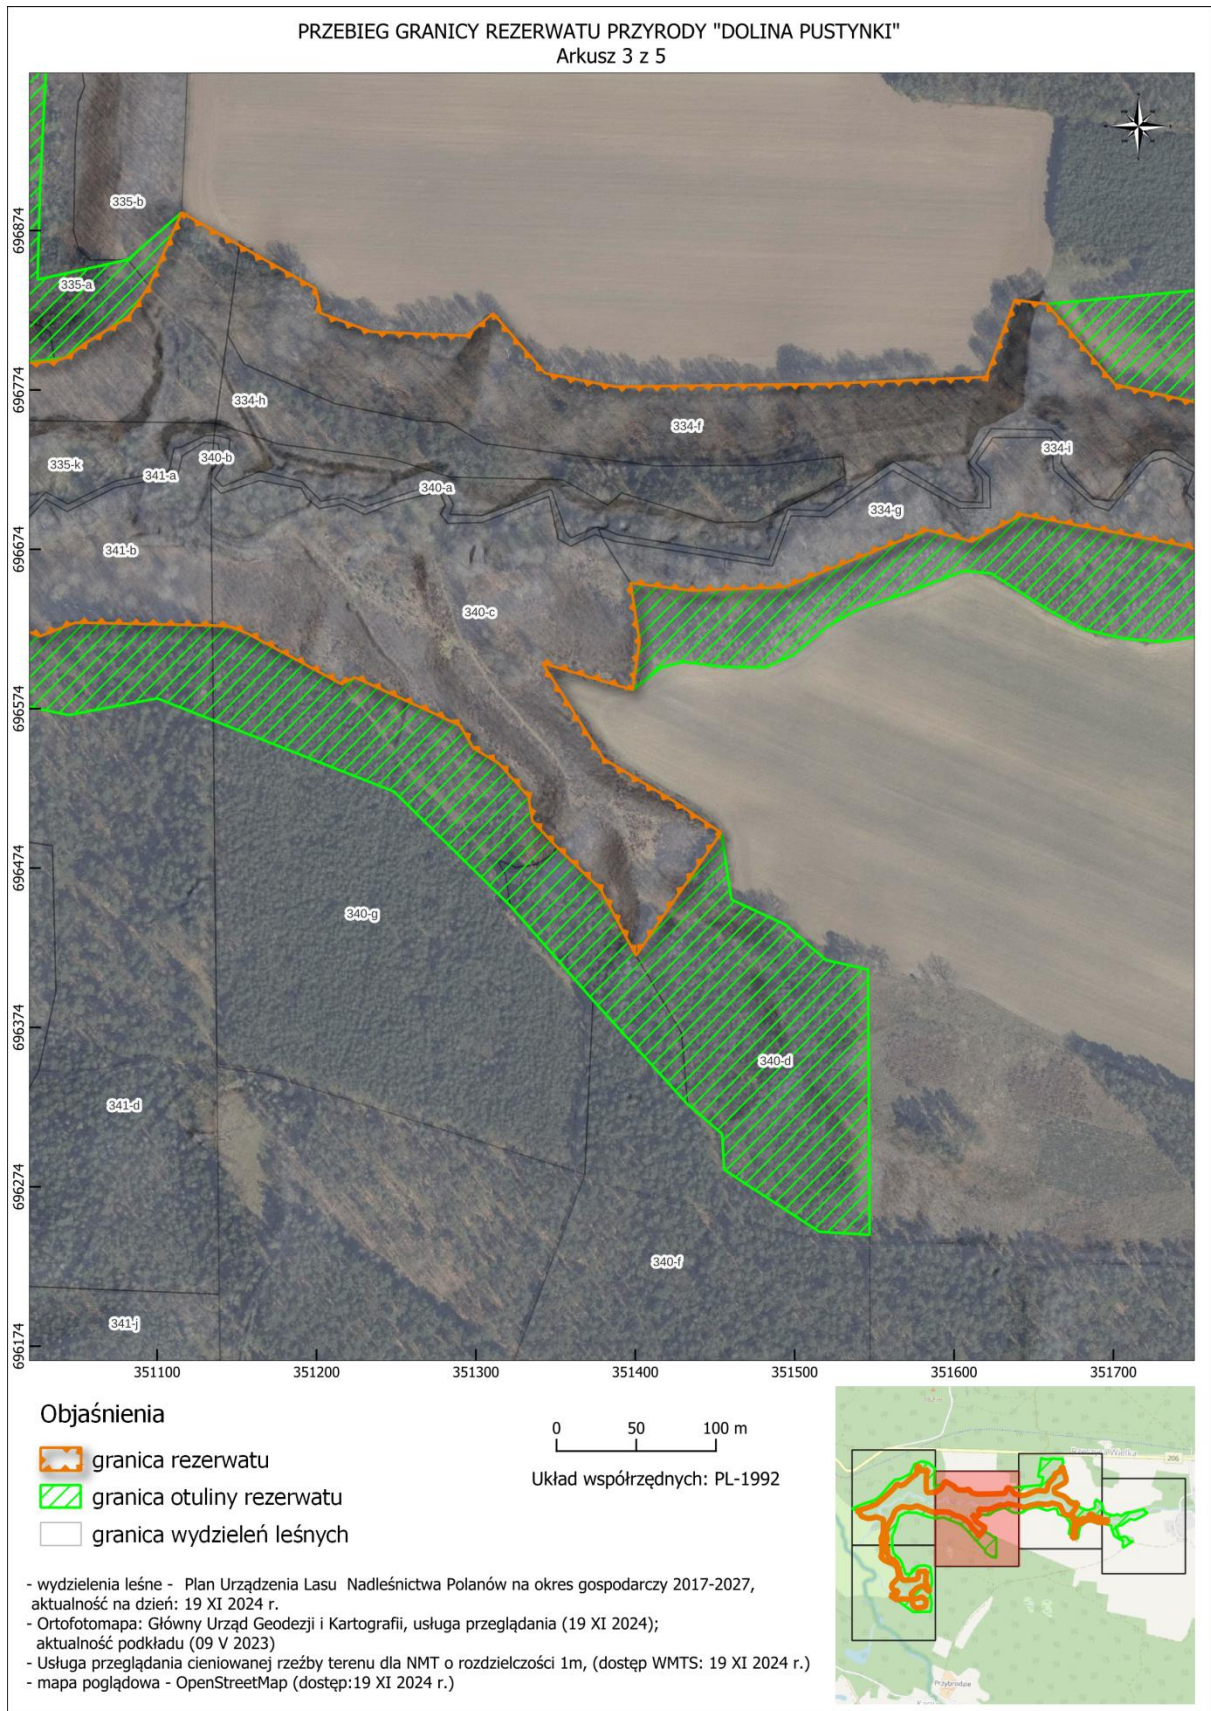 PRZEBIEG GRANICY REZERWATU PRZYRODY "DOLINA PUSTYNKI"
Arkusz 3 z 5
335-b
696874
335-a
696774
334-h
334-f
335-k
341-a
340-b
340-a
334-i
334-g
696674
341-b
340-c
696574
696474
340-g
696374
340-d
341-d
696274
340-f
341-j
696174
351100 351200 351300 351400 351500 351600 351700
Objaśnienia
granica rezerwatu
granica otuliny rezerwatu
granica wydzieleń leśnych
0 50 100 m
Układ współrzędnych: PL-1992
206
Przybrodzie
- wydzielenia leśne - Plan Urządzenia Lasu Nadleśnictwa Polanów na okres gospodarczy 2017-2027,
aktualność na dzień: 19 XI 2024 r.
- Ortofotomapa: Główny Urząd Geodezji i Kartografii, usługa przeglądania (19 XI 2024);
aktualność podkładu (09 V 2023)
- Usługa przeglądania cieniowanej rzeźby terenu dla NMT o rozdzielczości 1m, (dostęp WMTS: 19 XI 2024 r.)
- mapa poglądowa - OpenStreetMap (dostęp:19 XI 2024 r.)